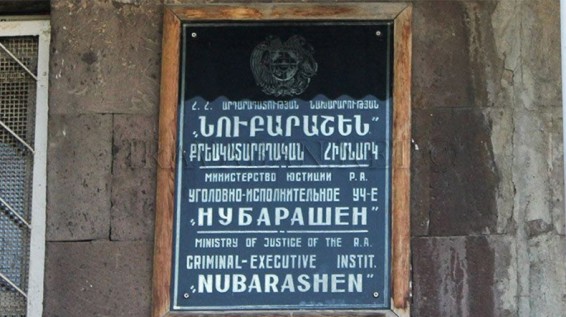 Հ. Հ. ԱՐԴԱՐԱԴԱՏՈՒԹՅԱՆ ՆԱԽԱՐԱՐՈՒԹՅԱՆ
„ՆՈՒԲԱՐԱՇԵՆ”
ՔՐԵԱԿԱՏԱՐՈՂԱԿԱՆ ՀԻՄՆԱՐԿ
МИНИСТЕРСТВО ЮСТИЦИИ Р.А.
УГОЛОВНО-ИСПОЛНИТЕЛЬНОЕ УЧ-Е
„НУБАРАШЕН”
MINISTRY OF JUSTICE OF THE R.A.
CRIMINAL-EXECUTIVE INSTIT.
„NUBARASHEN”